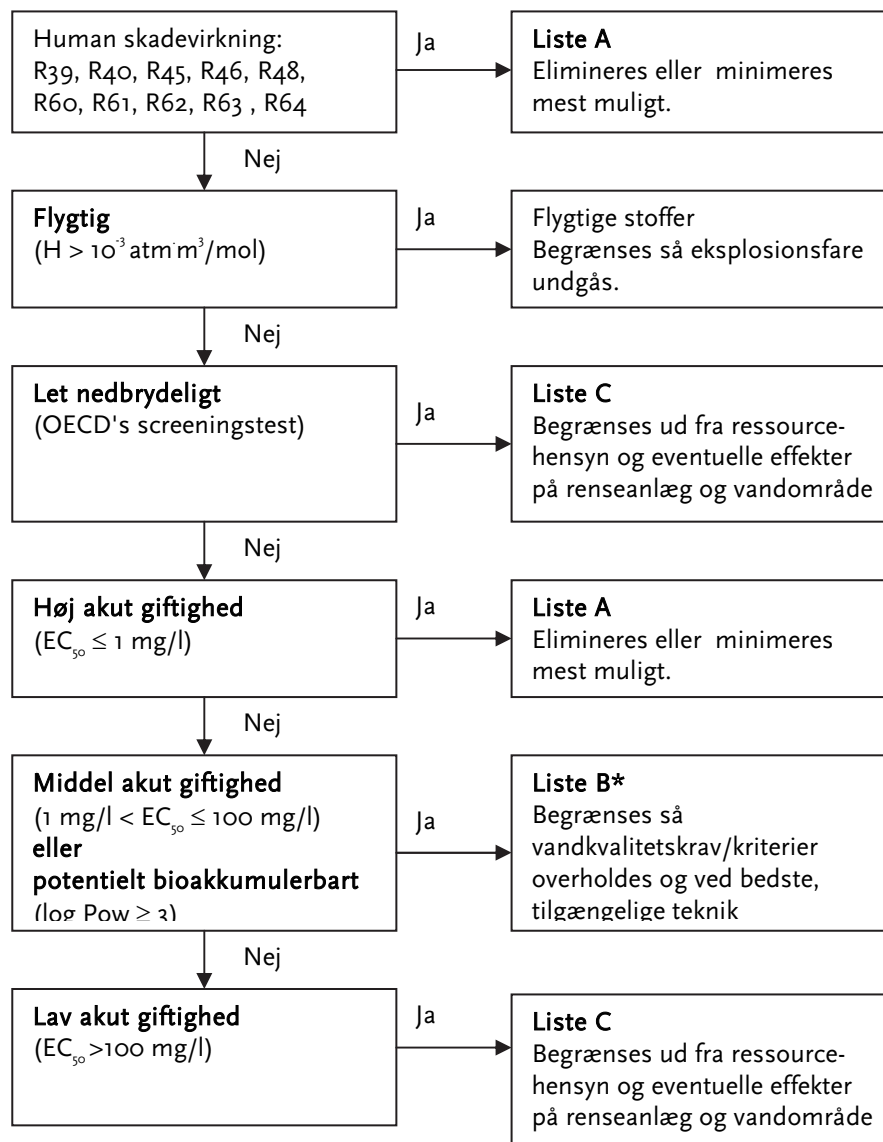 Human skadevirkning:
R39, R40, R45, R46, R48,
R60, R61, R62, R63 , R64
Ja
Liste A
Elimineres eller  minimeres
mest muligt.
Nej
Flygtig
(H > 10⁻³ atm·m³/mol)
Ja
Flygtige stoffer
Begrænses så eksplosionsfare
undgås.
Nej
Let nedbrydeligt
(OECD's screeningstest)
Ja
Liste C
Begrænses ud fra ressource-
hensyn og eventuelle effekter
på renseanlæg og vandområde
Nej
Høj akut giftighed
(EC₅₀ ≤ 1 mg/l)
Ja
Liste A
Elimineres eller  minimeres
mest muligt.
Nej
Middel akut giftighed
(1 mg/l < EC₅₀ ≤ 100 mg/l)
eller
potentielt bioakkumulerbart
(log Pow ≥ 3)
Ja
Liste B*
Begrænses så
vandkvalitetskrav/kriterier
overholdes og ved bedste,
tilgængelige teknik
Nej
Lav akut giftighed
(EC₅₀ >100 mg/l)
Ja
Liste C
Begrænses ud fra ressource-
hensyn og eventuelle effekter
på renseanlæg og vandområde